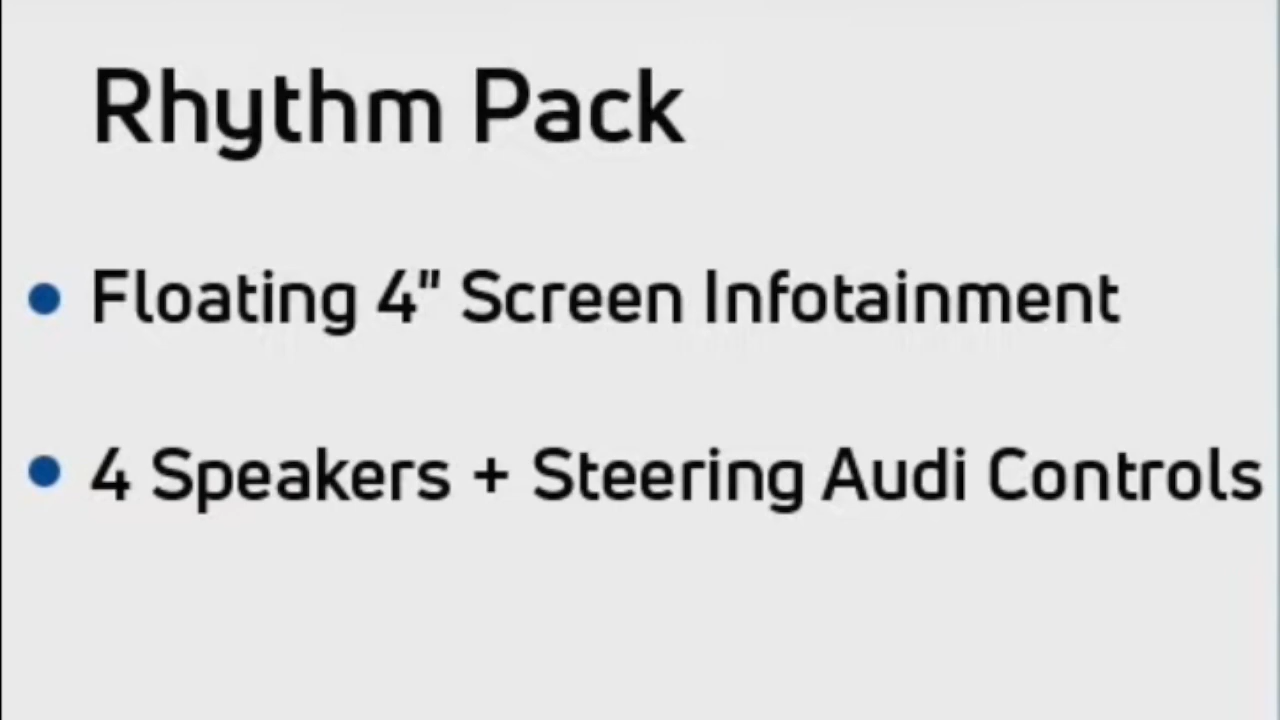 Rhythm Pack
Floating 4" Screen Infotainment
4 Speakers + Steering Audi Controls